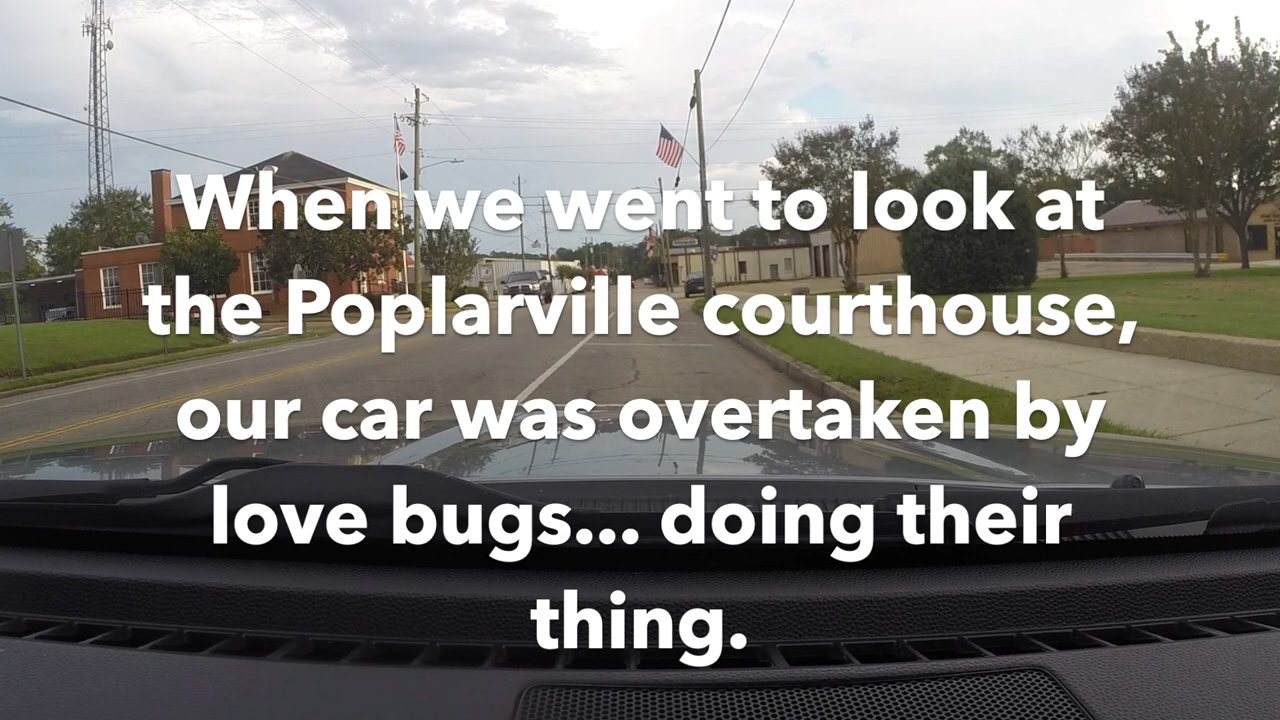 When we went to look at
the Poplarville courthouse,
our car was overtaken by
love bugs... doing their
thing.